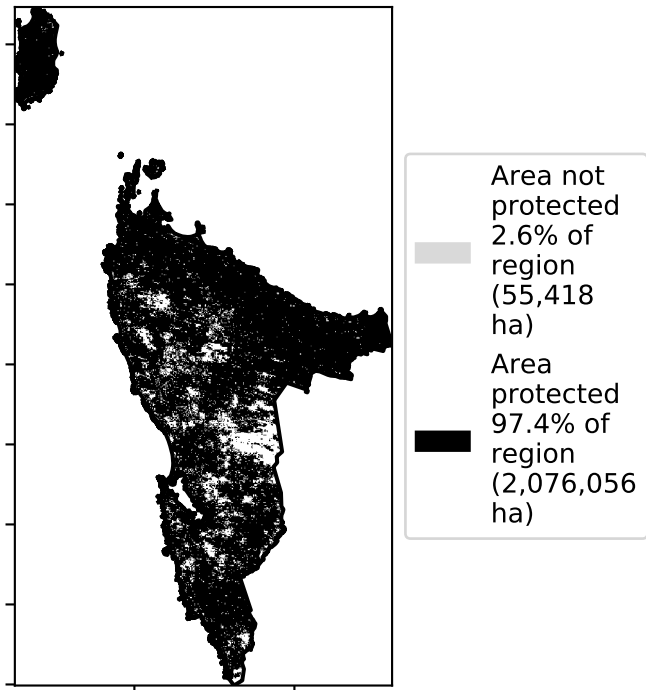 Area not
protected
2.6% of
region
(55,418
ha)
Area
protected
97.4% of
region
(2,076,056
ha)